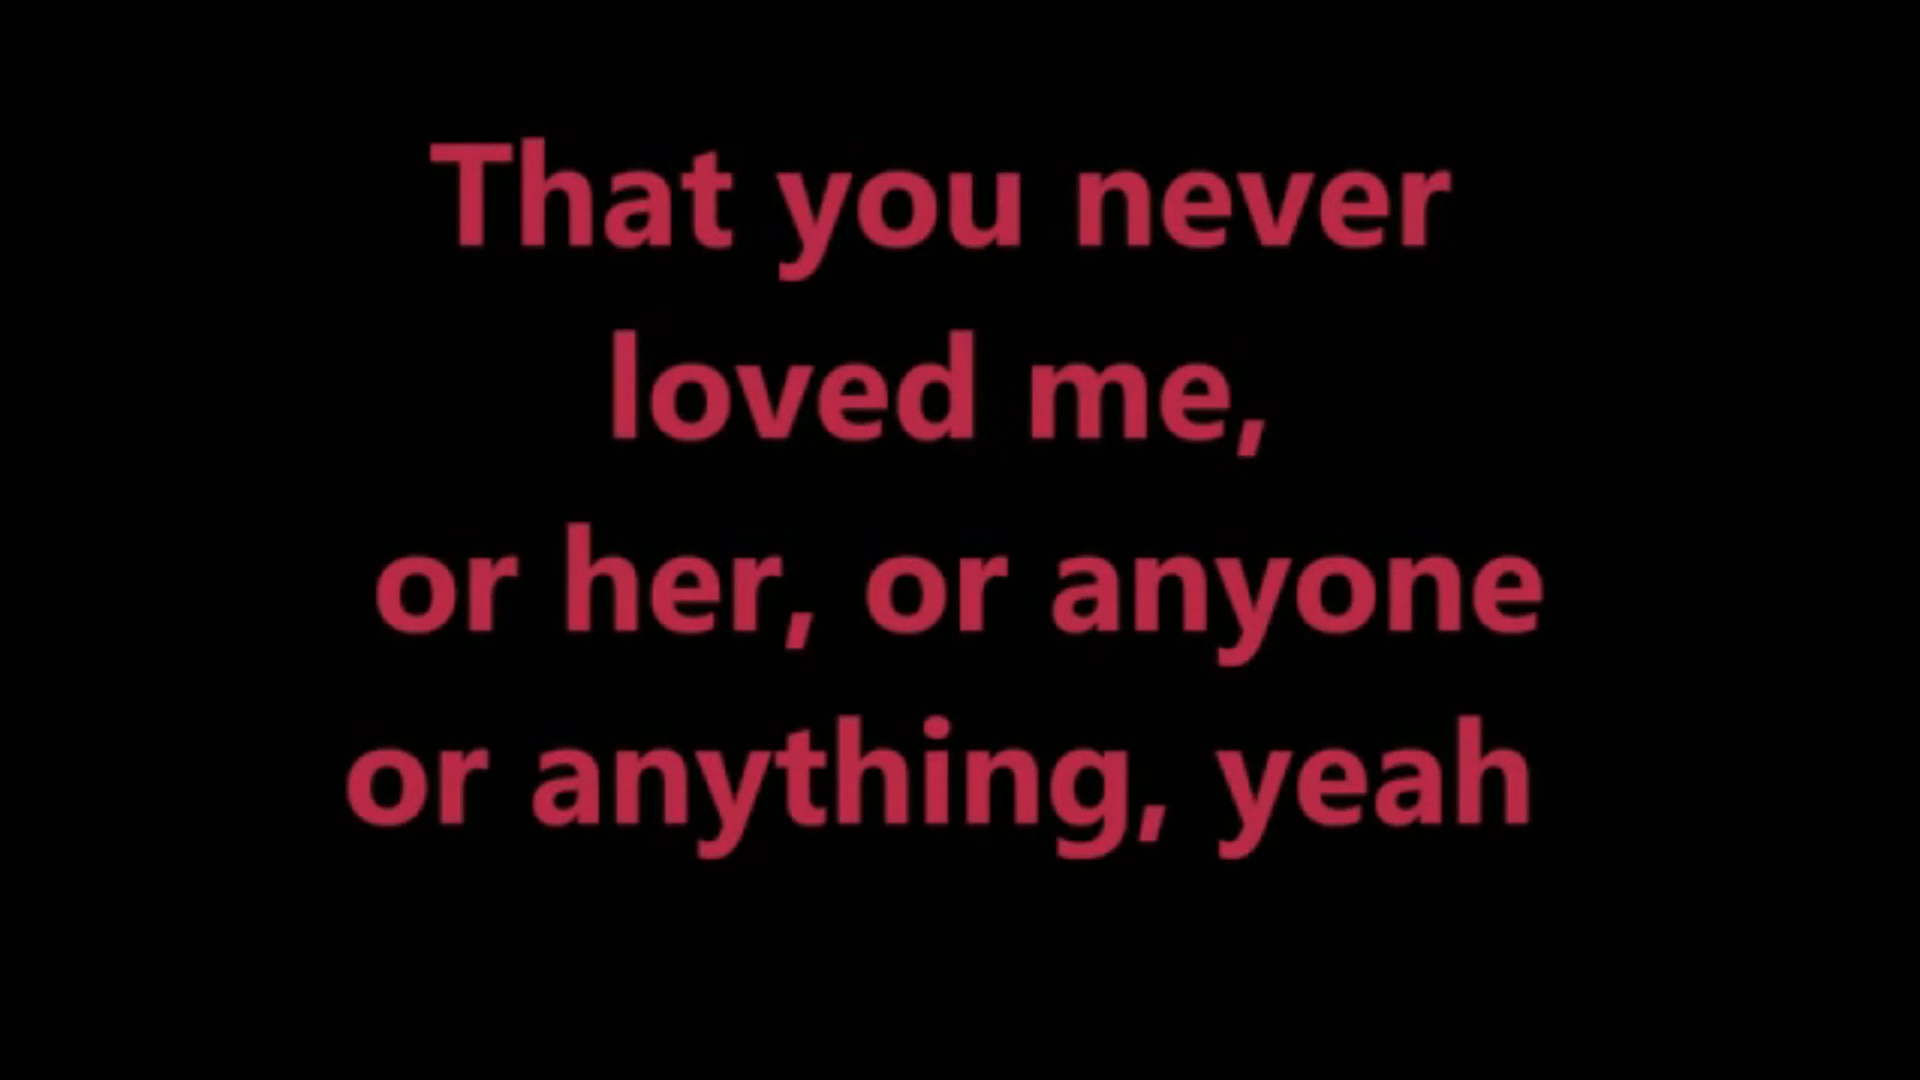 That you never
loved me,
or her, or anyone
or anything, yeah